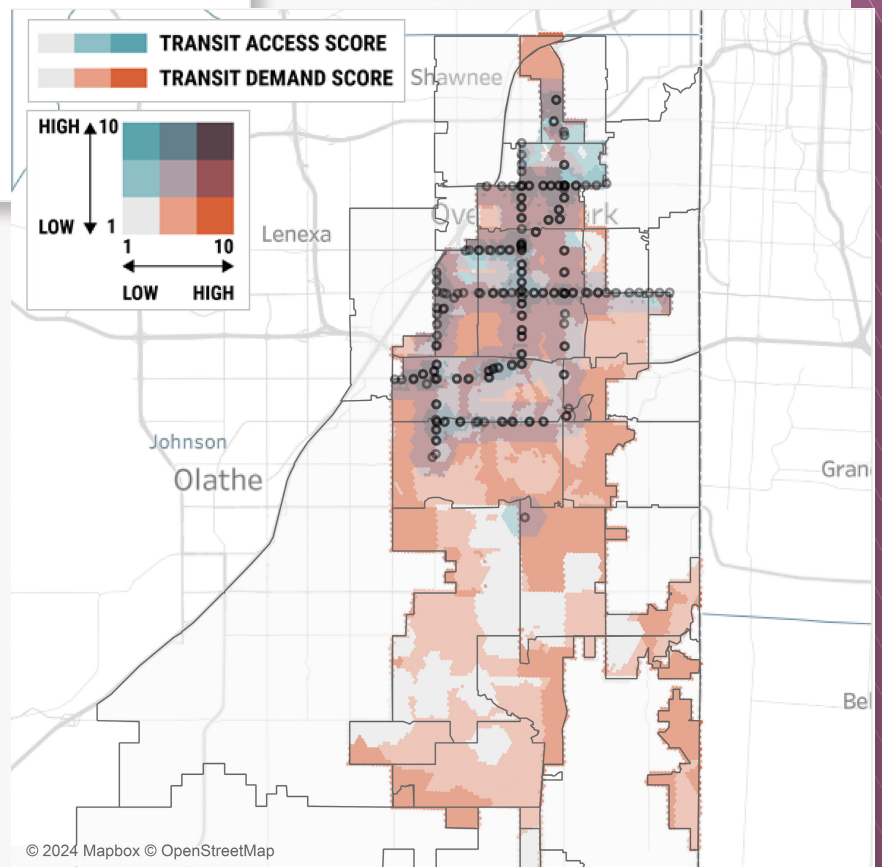 TRANSIT ACCESS SCORE
TRANSIT DEMAND SCORE
Shawnee
HIGH 10
LOW 1
1 10
LOW HIGH
Lenexa
Johnson
Olathe
Gran
Bel
© 2024 Mapbox © OpenStreetMap